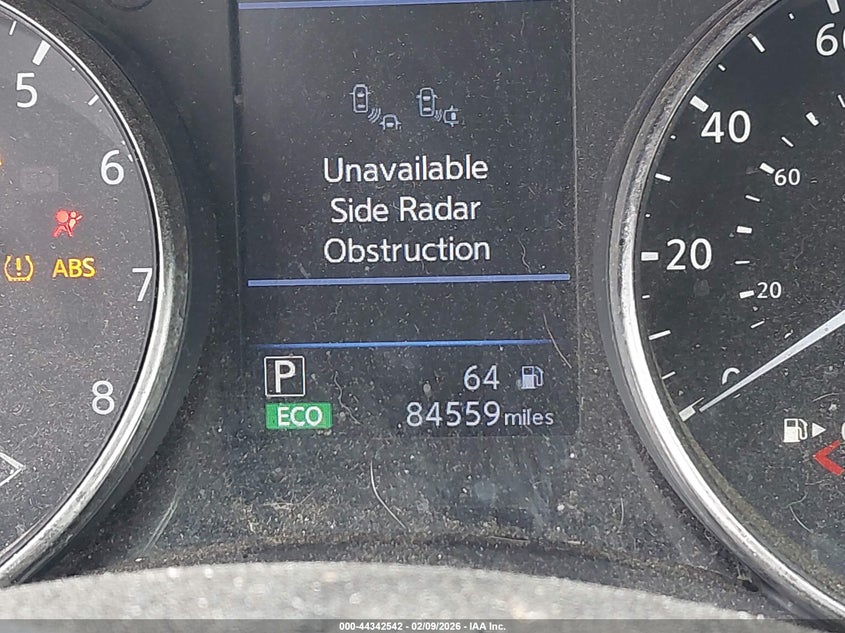 5
6
7
8
ABS
Unavailable
Side Radar
Obstruction
P
64
ECO
84559 miles
60
40
60
20
20
0
000-44342542 - 02/09/2026 - IAA Inc.